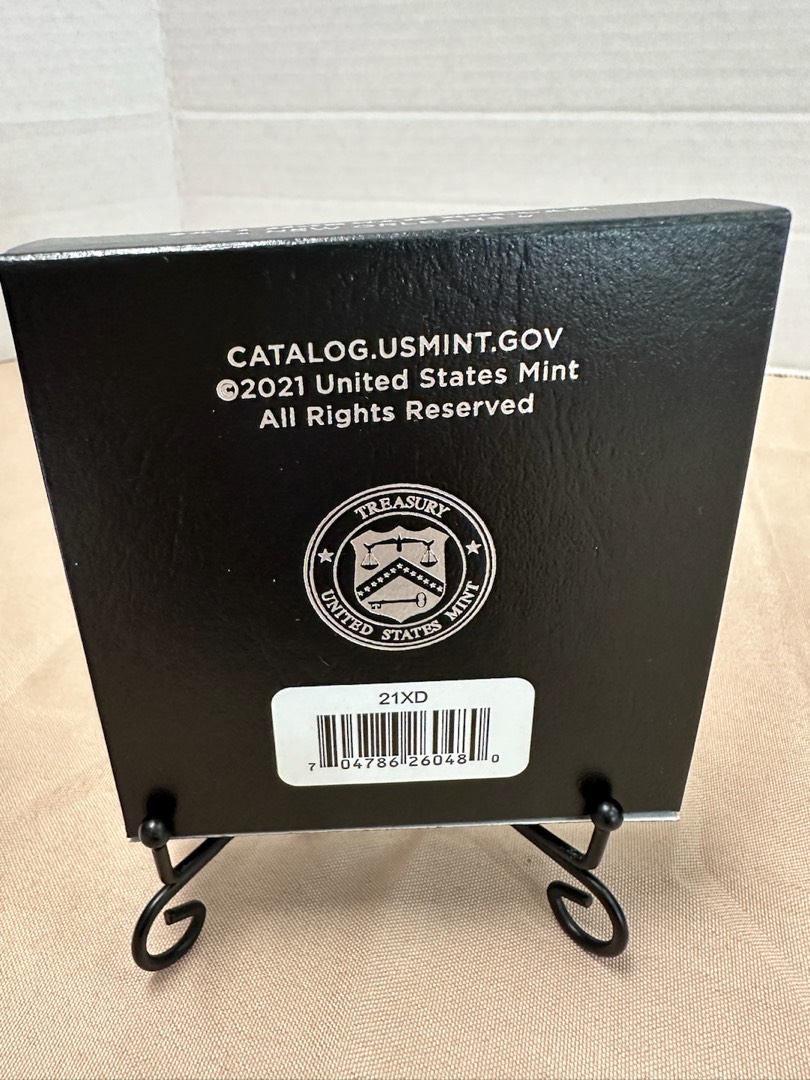 CATALOG.USMINT.GOV
©2021 United States Mint
All Rights Reserved
TREASURY
UNITED STATES MINT
21XD
7 04786 26048 0